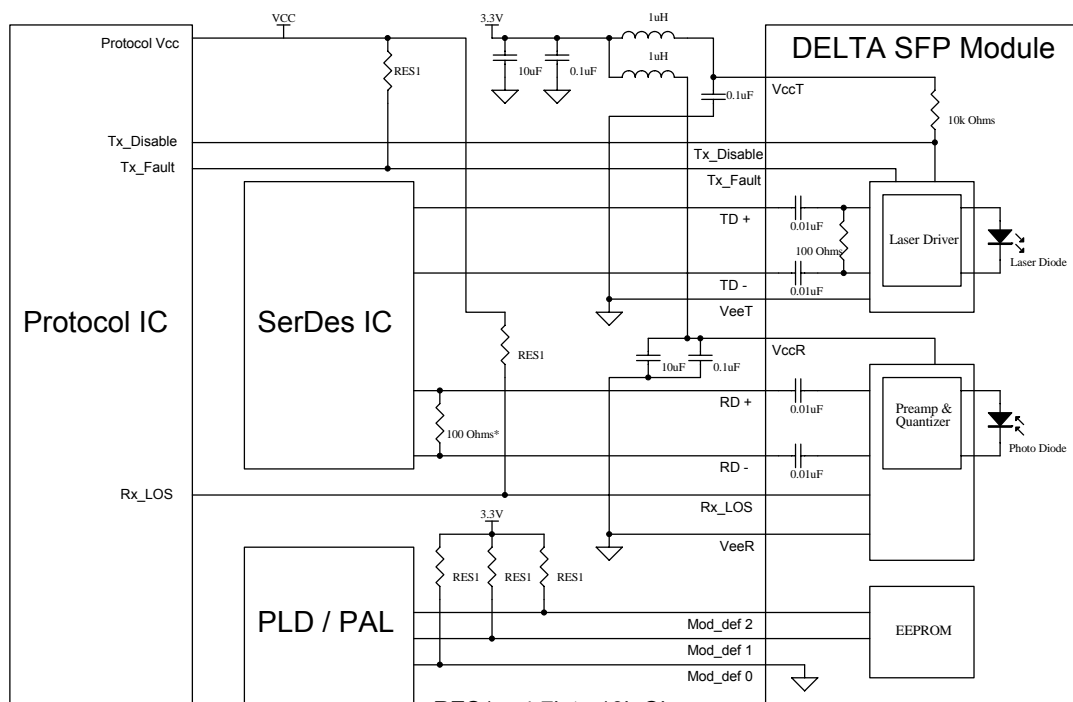 VCC
3.3V
1uH
DELTA SFP Module
Protocol Vcc
RES1
10uF
0.1uF
1uH
0.1uF
VccT
10k Ohms
Tx_Disable
Tx_Disable
Tx_Fault
Tx_Fault
TD +
0.01uF
100 Ohms
Laser Driver
Laser Diode
TD -
0.01uF
VeeT
Protocol IC
SerDes IC
RES1
10uF
0.1uF
VccR
RD +
0.01uF
Preamp &
Quantizer
100 Ohms*
Photo Diode
RD -
0.01uF
Rx_LOS
Rx_LOS
3.3V
VeeR
RES1
RES1
RES1
PLD / PAL
Mod_def 2
EEPROM
Mod_def 1
Mod_def 0